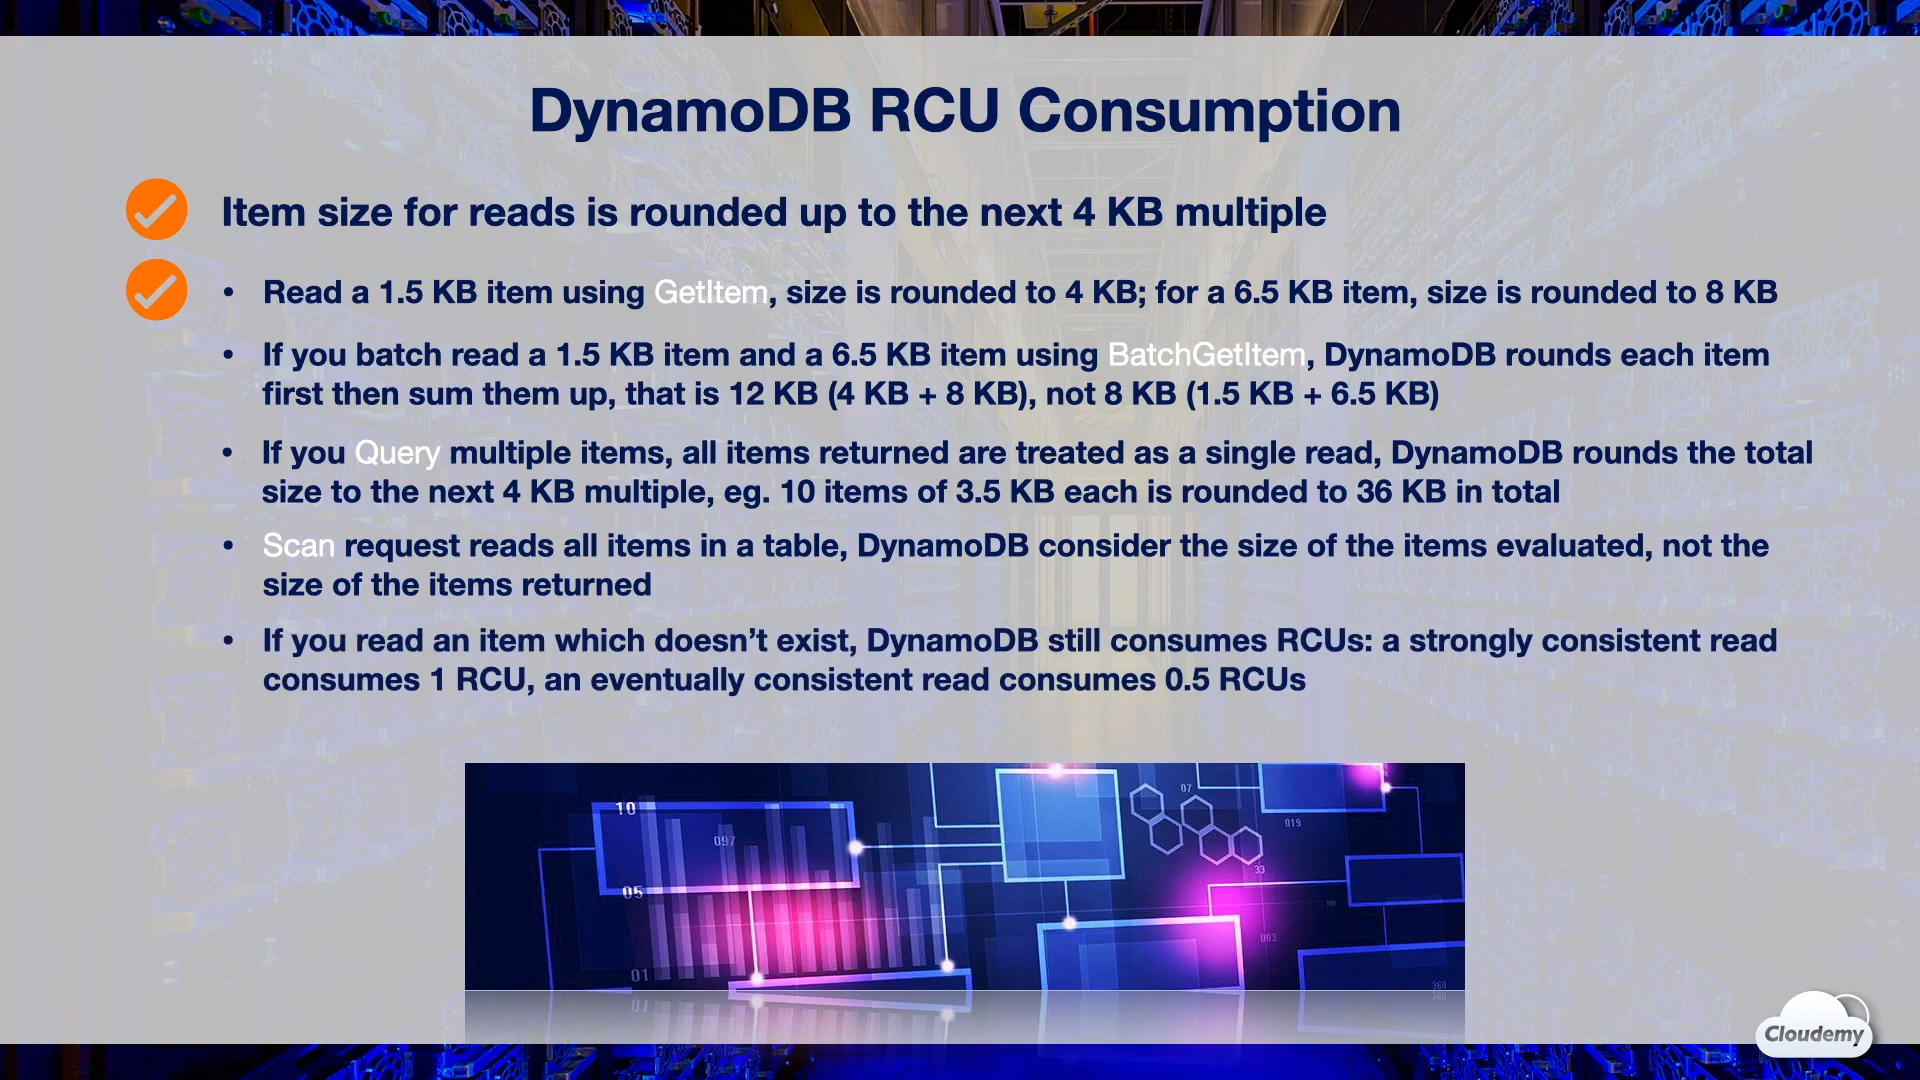 DynamoDB RCU Consumption
Item size for reads is rounded up to the next 4 KB multiple
• Read a 1.5 KB item using GetItem, size is rounded to 4 KB; for a 6.5 KB item, size is rounded to 8 KB
• If you batch read a 1.5 KB item and a 6.5 KB item using BatchGetItem, DynamoDB rounds each item
first then sum them up, that is 12 KB (4 KB + 8 KB), not 8 KB (1.5 KB + 6.5 KB)
• If you Query multiple items, all items returned are treated as a single read, DynamoDB rounds the total
size to the next 4 KB multiple, eg. 10 items of 3.5 KB each is rounded to 36 KB in total
• Scan request reads all items in a table, DynamoDB consider the size of the items evaluated, not the
size of the items returned
• If you read an item which doesn’t exist, DynamoDB still consumes RCUs: a strongly consistent read
consumes 1 RCU, an eventually consistent read consumes 0.5 RCUs
10
07
019
097
33
05
003
01
360
Cloudemy